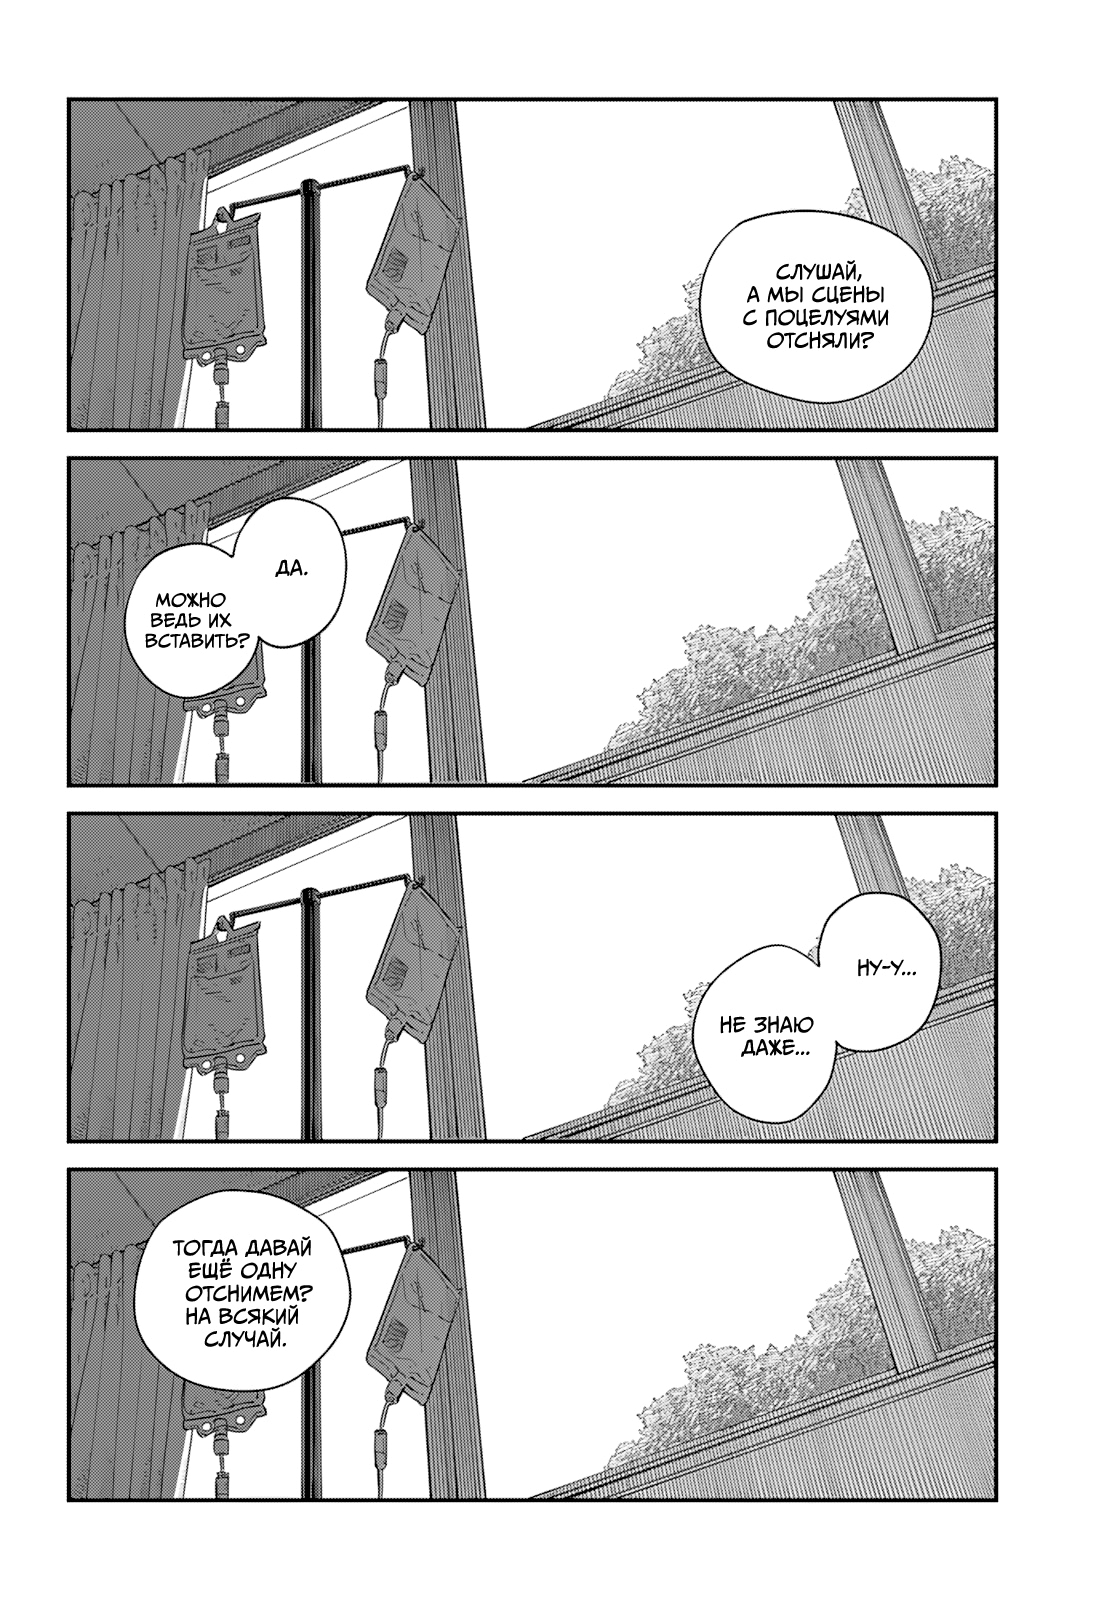 СЛУШАЙ,
А МЫ СЦЕНЫ
С ПОЦЕЛУЯМИ
ОТСНЯЛИ?
ДА.
МОЖНО
ВЕДЬ ИХ
ВСТАВИТЬ?
НУ-У...
НЕ ЗНАЮ
ДАЖЕ...
ТОГДА ДАВАЙ
ЕЩЁ ОДНУ
ОТСНИМЕМ?
НА ВСЯКИЙ
СЛУЧАЙ.